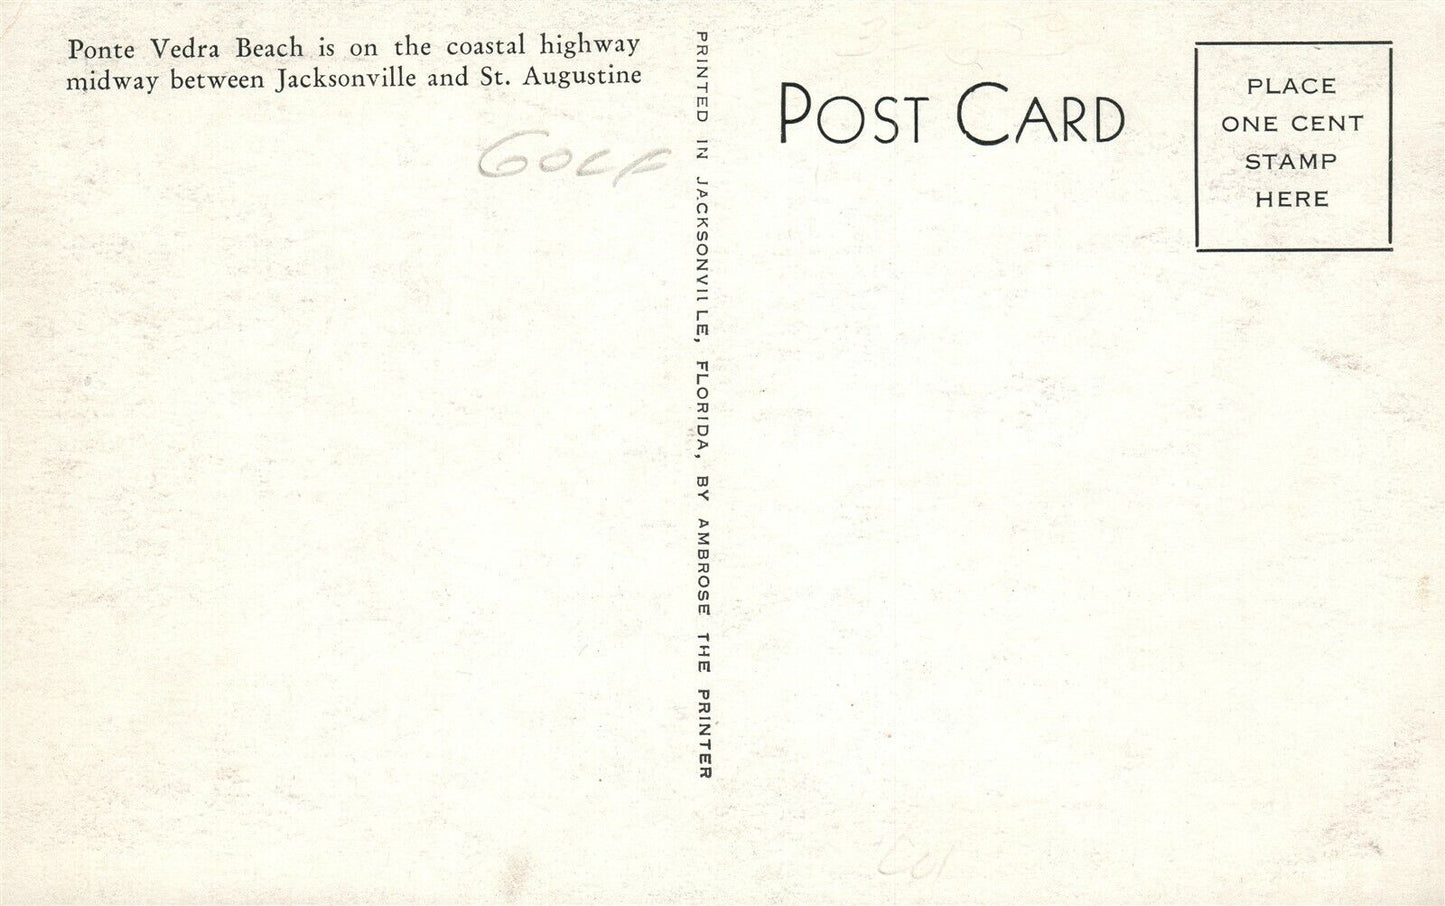 Ponte Vedra Beach is on the coastal highway
midway between Jacksonville and St. Augustine
GOLF
PRINTED IN JACKSONVILLE, FLORIDA, BY AMBROSE THE PRINTER
POST CARD
PLACE
ONE CENT
STAMP
HERE